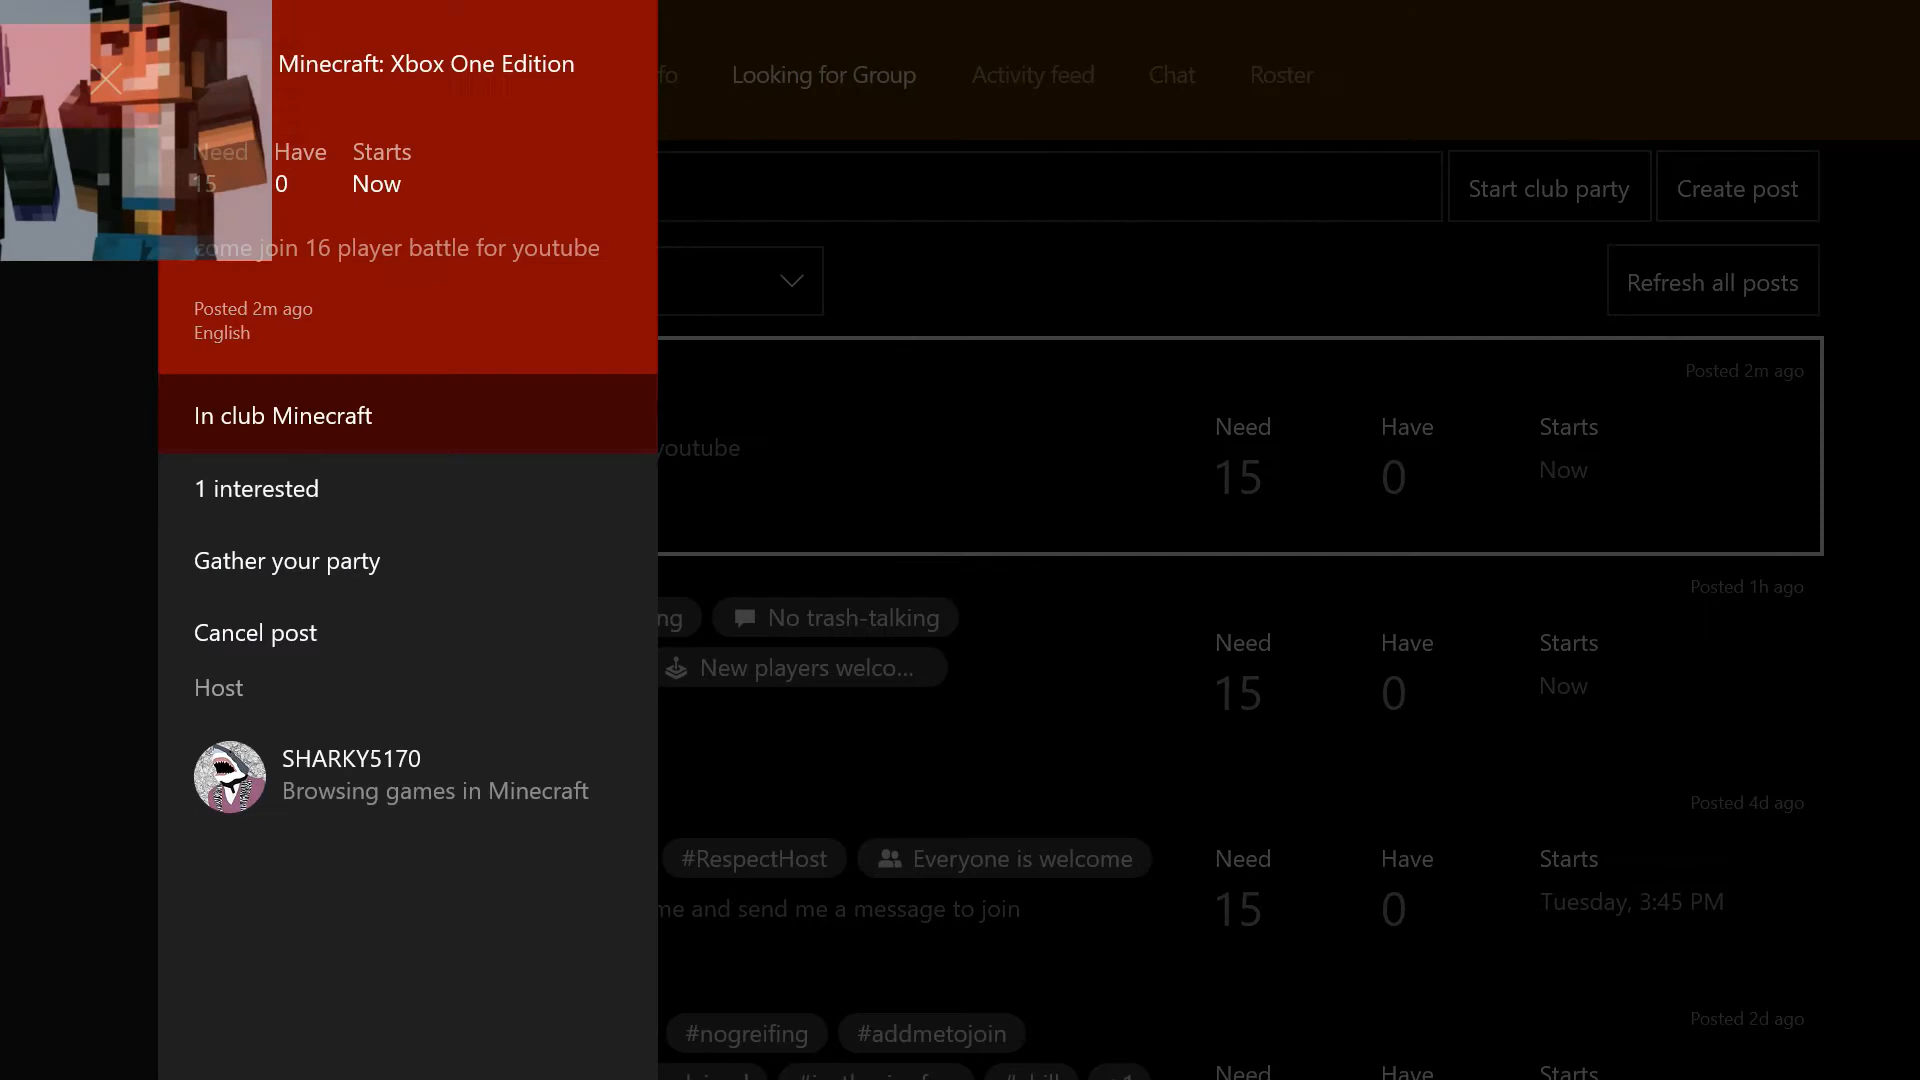 Minecraft: Xbox One Edition
Need Have Starts
15 0 Now
come join 16 player battle for youtube
Posted 2m ago
English
In club Minecraft
1 interested
Gather your party
Cancel post
Host
SHARKY5170
Browsing games in Minecraft
fo Looking for Group Activity feed Chat Roster
Start club party Create post
Refresh all posts
Posted 2m ago
youtube
Need Have Starts
15 0 Now
Posted 1h ago
ng No trash-talking
New players welco...
Need Have Starts
15 0 Now
Posted 4d ago
#RespectHost Everyone is welcome
me and send me a message to join
Need Have Starts
15 0 Tuesday, 3:45 PM
Posted 2d ago
#nogreifing #addmetojoin
Need Have Starts